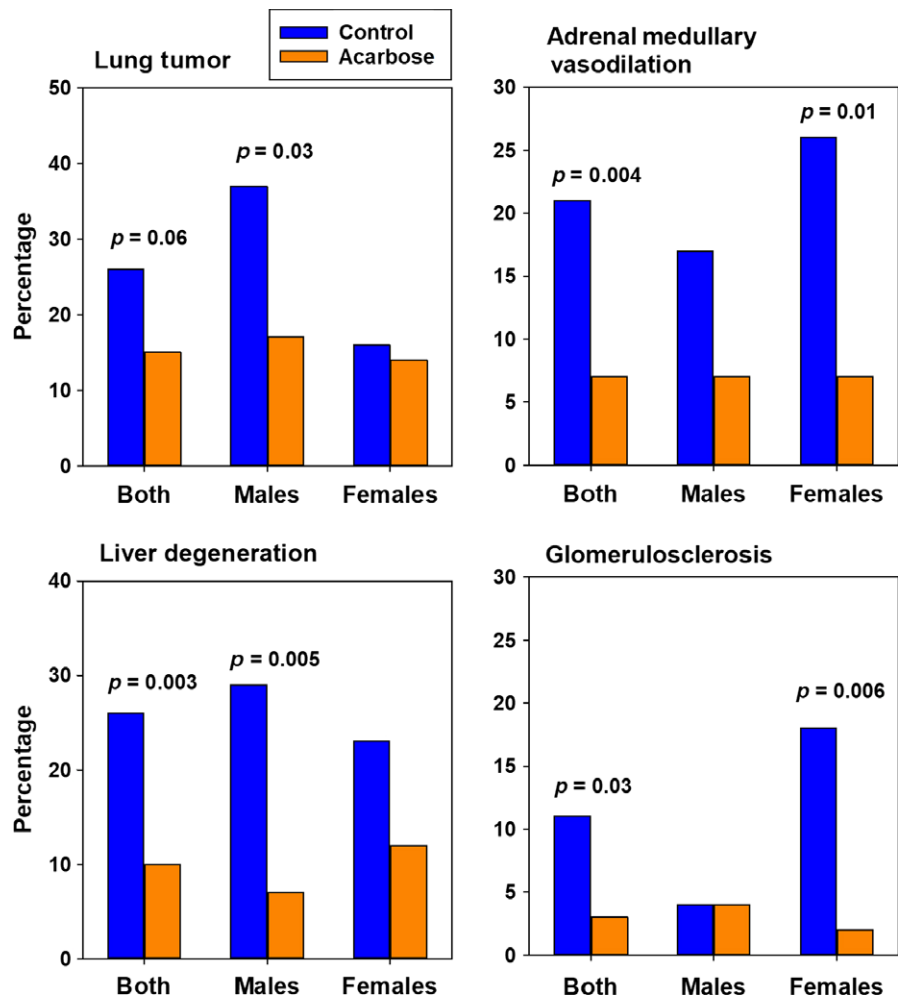 Control
Acarbose
Lung tumor
Percentage
50
40
30
20
10
0
p = 0.06
p = 0.03
Both
Males
Females
Adrenal medullary
vasodilation
30
25
20
15
10
5
0
p = 0.004
p = 0.01
Both
Males
Females
Liver degeneration
Percentage
40
30
20
10
0
p = 0.003
p = 0.005
Both
Males
Females
Glomerulosclerosis
30
25
20
15
10
5
0
p = 0.03
p = 0.006
Both
Males
Females